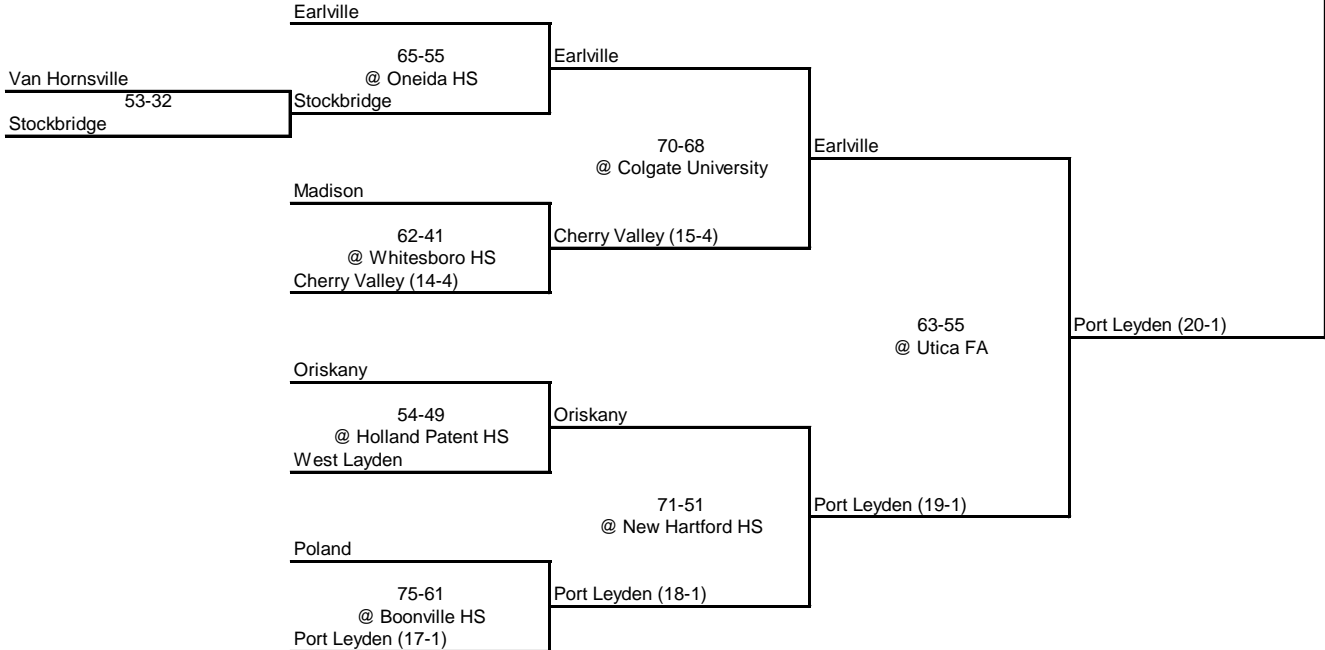 Earlville
65-55
@ Oneida HS
Earlville
Van Hornsville
53-32
Stockbridge
Stockbridge
70-68
@ Colgate University
Earlville
Madison
62-41
@ Whitesboro HS
Cherry Valley (15-4)
Cherry Valley (14-4)
63-55
@ Utica FA
Port Leyden (20-1)
Oriskany
54-49
@ Holland Patent HS
Oriskany
West Layden
71-51
@ New Hartford HS
Port Leyden (19-1)
Poland
75-61
@ Boonville HS
Port Leyden (18-1)
Port Leyden (17-1)